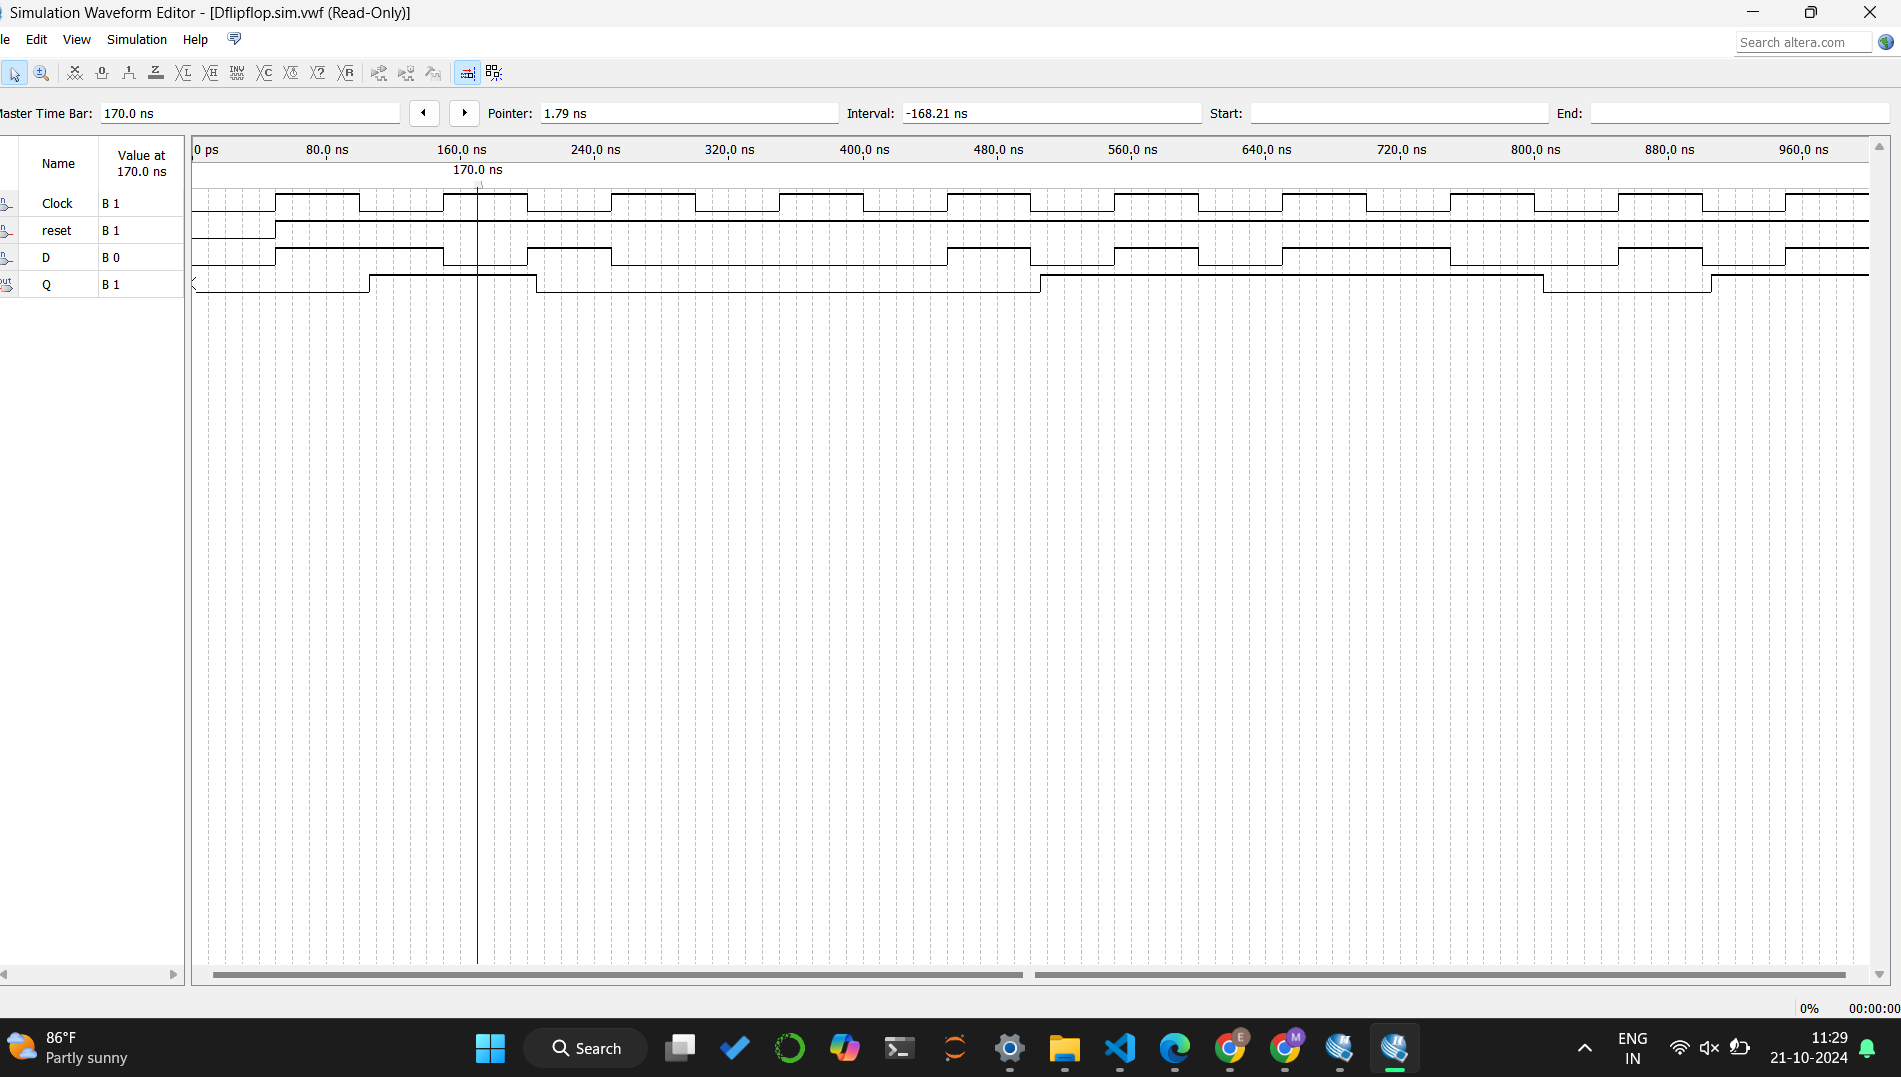 Simulation Waveform Editor - [Dflipflop.sim.vwf (Read-Only)]
le Edit View Simulation Help
Search altera.com
Master Time Bar: 170.0 ns Pointer: 1.79 ns Interval: -168.21 ns Start: End:
Name Value at
170.0 ns
0 ps 80.0 ns 160.0 ns 240.0 ns 320.0 ns 400.0 ns 480.0 ns 560.0 ns 640.0 ns 720.0 ns 800.0 ns 880.0 ns 960.0 ns
170.0 ns
Clock B 1
reset B 1
D B 0
out Q B 1
0% 00:00:00
86°F
Partly sunny
Search
E
M
ENG
IN
11:29
21-10-2024